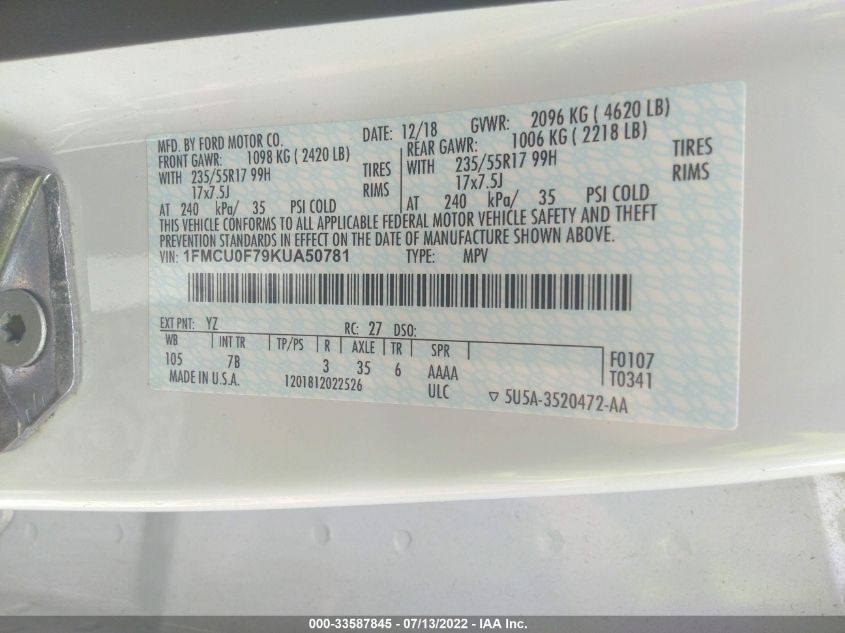 MFD. BY FORD MOTOR CO. DATE: 12/18 GVWR: 2096 KG ( 4620 LB)
FRONT GAWR: 1098 KG ( 2420 LB) REAR GAWR: 1006 KG ( 2218 LB)
WITH 235/55R17 99H TIRES WITH 235/55R17 99H TIRES
17x7.5J RIMS 17x7.5J RIMS
AT 240 kPa/ 35 PSI COLD AT 240 kPa/ 35 PSI COLD
THIS VEHICLE CONFORMS TO ALL APPLICABLE FEDERAL MOTOR VEHICLE SAFETY AND THEFT
PREVENTION STANDARDS IN EFFECT ON THE DATE OF MANUFACTURE SHOWN ABOVE.
VIN: 1FMCU0F79KUA50781 TYPE: MPV
EXT PNT: YZ RC: 27 DSO:
WB INT TR TP/PS R AXLE TR SPR F0107
105 7B 3 35 6 AAAA T0341
MADE IN U.S.A. 1201812022526 ULC ▽ 5U5A-3520472-AA
000-33587845 - 07/13/2022 - IAA Inc.